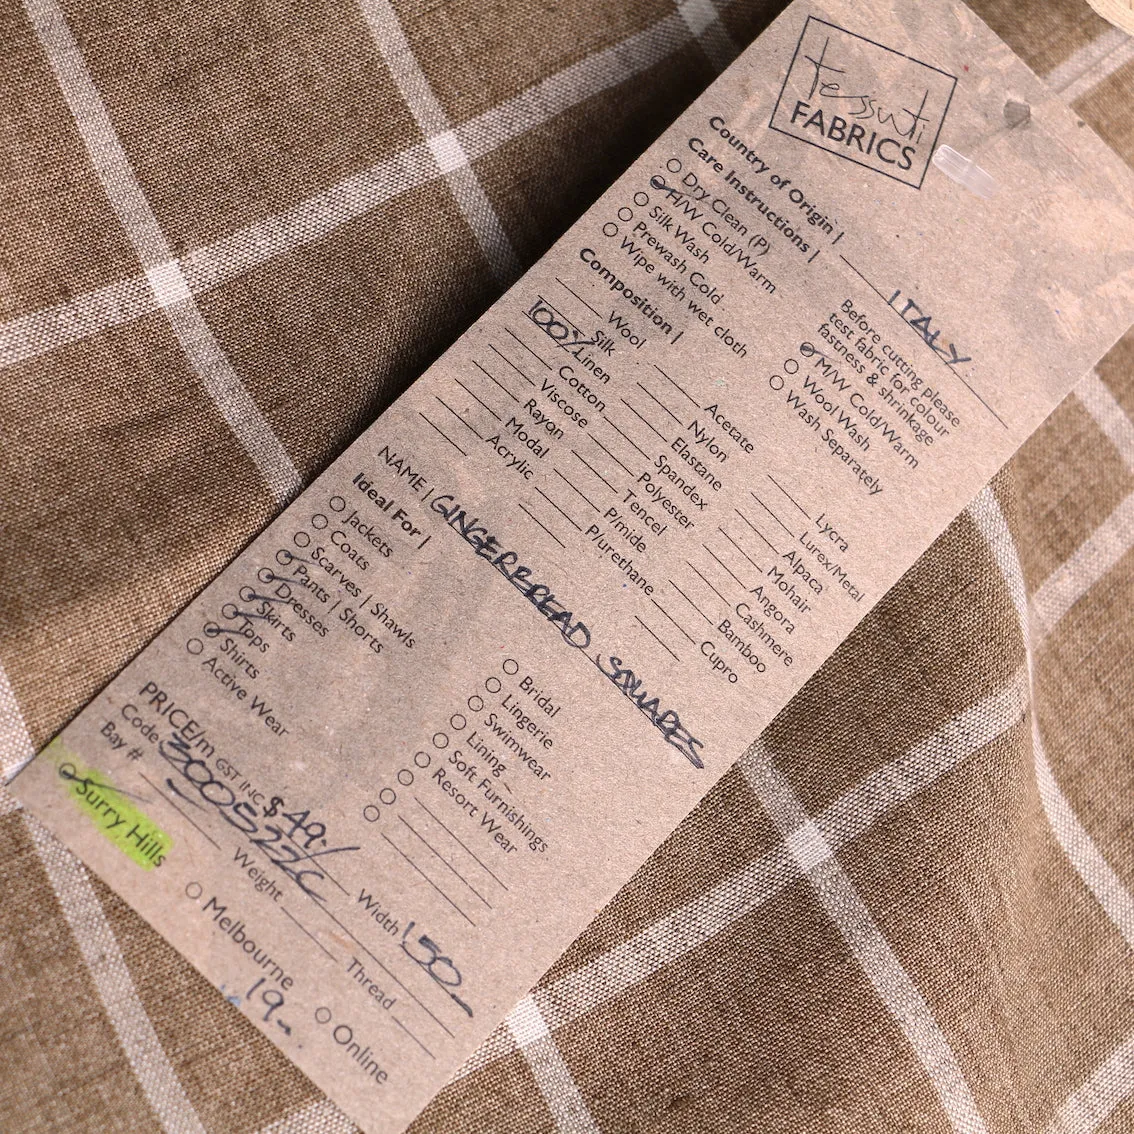 tessuti
FABRICS
Country of Origin | ITALY
Care Instructions |
Before cutting please
test fabric for colour
fastness & shrinkage
Dry Clean (P)
H/W Cold/Warm
Silk Wash
Prewash Cold
Wipe with wet cloth
M/W Cold/Warm
Wool Wash
Wash Separately
Composition |
Wool
Silk
100% Linen
Cotton
Viscose
Rayon
Modal
Acrylic
Acetate
Nylon
Elastane
Spandex
Polyester
Tencel
P/mide
P/urethane
Lycra
Lurex/Metal
Alpaca
Mohair
Angora
Cashmere
Bamboo
Cupro
NAME | GINGERBREAD SQUARES
Ideal For |
Jackets
Coats
Scarves | Shawls
Pants | Shorts
Dresses
Skirts
Tops
Shirts
Active Wear
Bridal
Lingerie
Swimwear
Lining
Soft Furnishings
Resort Wear
PRICE/m GST INC $49
Code 300522C Width 150
Bay # Weight Thread
Surry Hills Melbourne Online
19